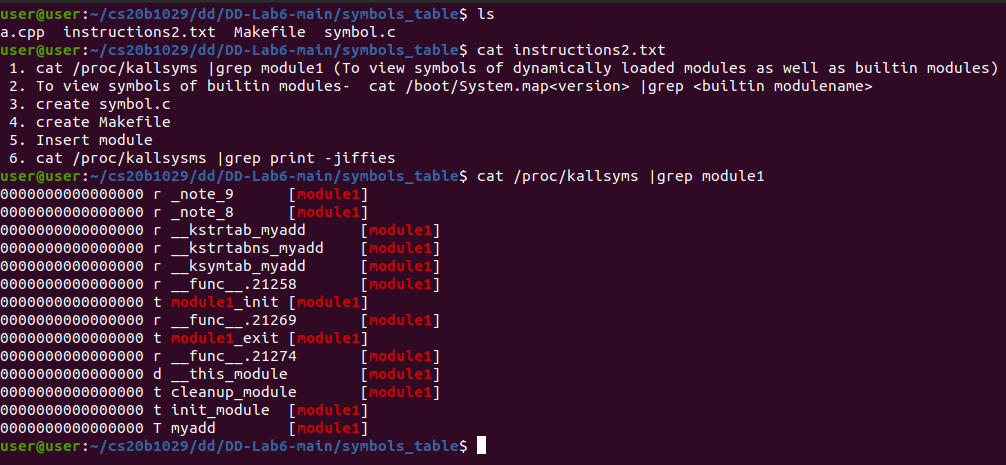 user@user:~/cs20b1029/dd/DD-Lab6-main/symbols_table$ ls
a.cpp  instructions2.txt  Makefile  symbol.c
user@user:~/cs20b1029/dd/DD-Lab6-main/symbols_table$ cat instructions2.txt
 1. cat /proc/kallsyms |grep module1 (To view symbols of dynamically loaded modules as well as builtin modules)
 2. To view symbols of builtin modules-  cat /boot/System.map<version> |grep <builtin modulename>
 3. create symbol.c
 4. create Makefile
 5. Insert module
 6. cat /proc/kallsysms |grep print -jiffies
user@user:~/cs20b1029/dd/DD-Lab6-main/symbols_table$ cat /proc/kallsyms |grep module1
0000000000000000 r _note_9      [module1]
0000000000000000 r _note_8      [module1]
0000000000000000 r __kstrtab_myadd      [module1]
0000000000000000 r __kstrtabns_myadd    [module1]
0000000000000000 r __ksymtab_myadd      [module1]
0000000000000000 r __func__.21258       [module1]
0000000000000000 t module1_init [module1]
0000000000000000 r __func__.21269       [module1]
0000000000000000 t module1_exit [module1]
0000000000000000 r __func__.21274       [module1]
0000000000000000 d __this_module        [module1]
0000000000000000 t cleanup_module       [module1]
0000000000000000 t init_module  [module1]
0000000000000000 T myadd        [module1]
user@user:~/cs20b1029/dd/DD-Lab6-main/symbols_table$